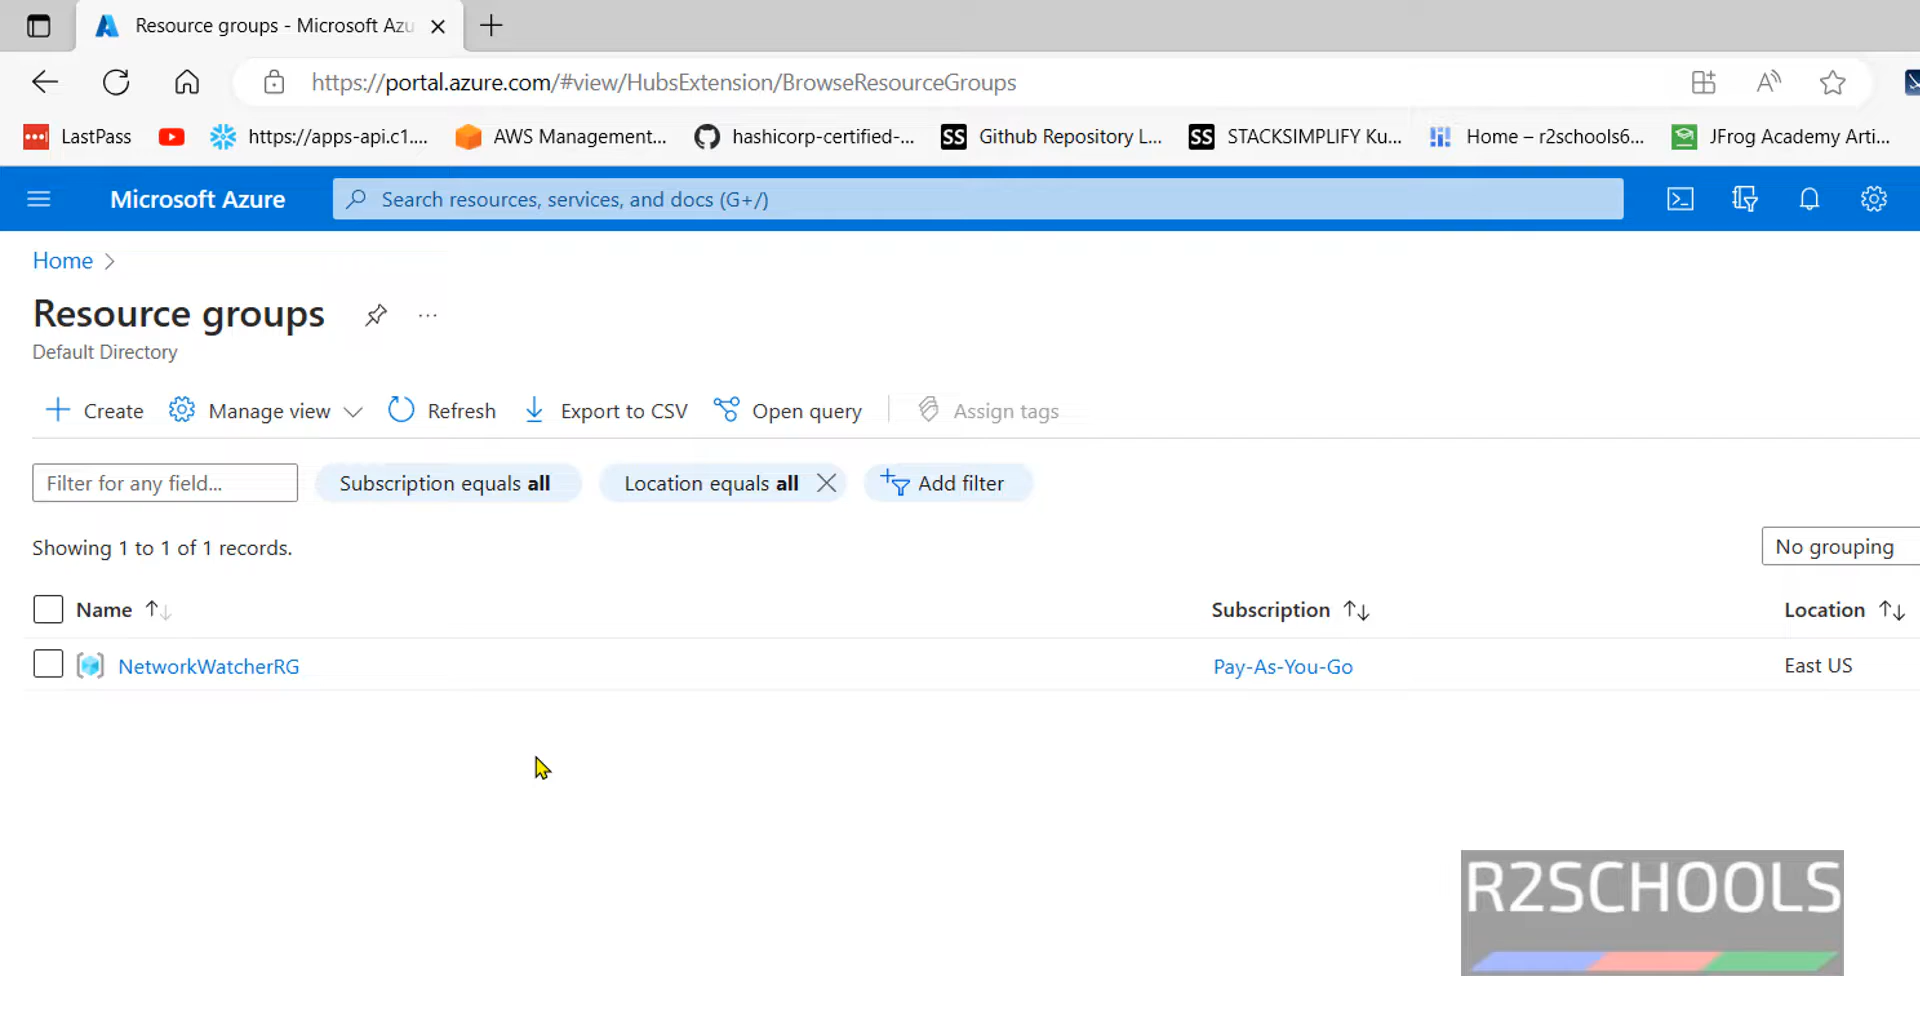 Resource groups - Microsoft Azu
https://portal.azure.com/#view/HubsExtension/BrowseResourceGroups
LastPass https://apps-api.c1.... AWS Management... hashicorp-certified-... SS Github Repository L... SS STACKSIMPLIFY Ku... Home – r2schools6... JFrog Academy Arti...
Microsoft Azure Search resources, services, and docs (G+/)
Home >
Resource groups ...
Default Directory
+ Create Manage view Refresh Export to CSV Open query Assign tags
Filter for any field... Subscription equals all Location equals all Add filter
Showing 1 to 1 of 1 records. No grouping
Name Subscription Location
NetworkWatcherRG Pay-As-You-Go East US
R2SCHOOLS